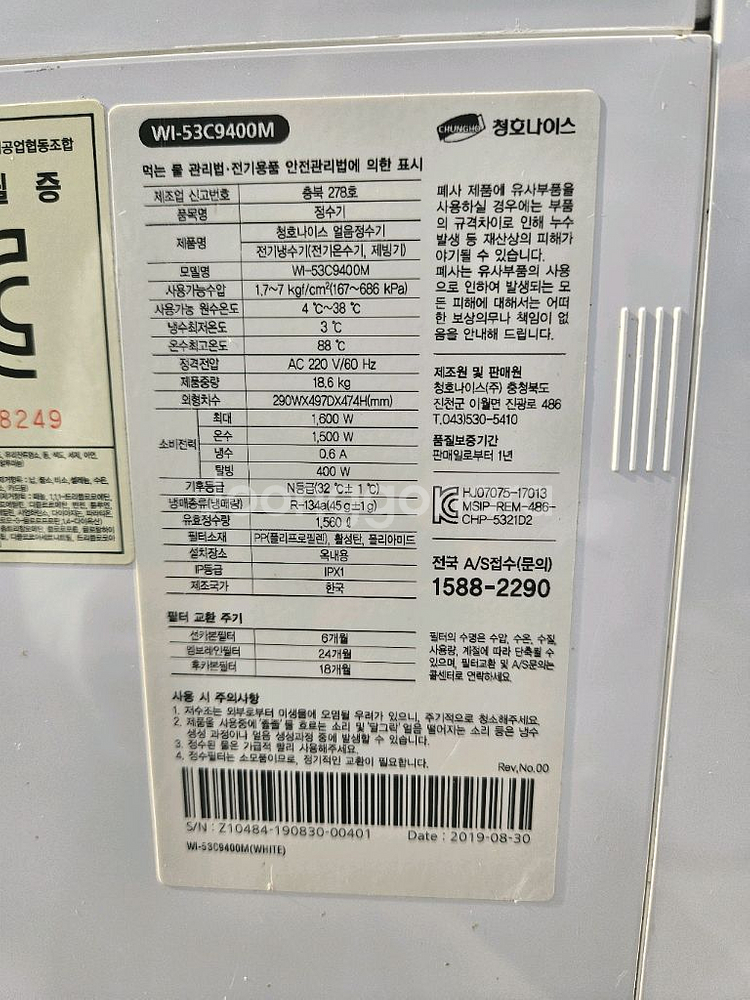 공업협동조합
증
8249
WI-53C9400M
CHUNGHO 청호나이스
먹는 물 관리법·전기용품 안전관리법에 의한 표시
제조업 신고번호 충북 278호
품목명 정수기
제품명 청호나이스 얼음정수기
전기냉수기(전기온수기, 제빙기)
모델명 WI-53C9400M
사용가능수압 1.7~7 kgf/cm²(167~686 kPa)
사용가능 원수온도 4 ℃~38 ℃
냉수최저온도 3 ℃
온수최고온도 88 ℃
정격전압 AC 220 V/60 Hz
제품중량 18.6 kg
외형치수 290WX497DX474H(mm)
소비전력 최대 1,600 W
온수 1,500 W
냉수 0.6 A
탈빙 400 W
기후등급 N등급(32 ℃± 1 ℃)
냉매종류(냉매량) R-134a(45 g±1g)
유효정수량 1,560 ℓ
필터소재 PP(폴리프로필렌), 활성탄, 폴리아미드
설치장소 옥내용
IP등급 IPX1
제조국가 한국
필터 교환 주기
선카본필터 6개월
멤브레인필터 24개월
후카본필터 18개월
폐사 제품에 유사부품을
사용하실 경우에는 부품
의 규격차이로 인해 누수
발생 등 재산상의 피해가
야기될 수 있습니다.
폐사는 유사부품의 사용
으로 인하여 발생되는 모
든 피해에 대해서는 어떠
한 보상의무나 책임이 없
음을 안내해 드립니다.
제조원 및 판매원
청호나이스(주) 충청북도
진천군 이월면 진광로 486
T.043)530-5410
품질보증기간
판매일로부터 1년
HJ07075-17013
MSIP-REM-486-
CHP-5321D2
전국 A/S접수(문의)
1588-2290
필터의 수명은 수압, 수온, 수질,
사용량, 계절에 따라 단축될 수
있으며, 필터교환 및 A/S문의는
콜센터로 연락하세요.
사용 시 주의사항
1. 저수조는 외부로부터 미생물에 오염될 우려가 있으니, 주기적으로 청소해주세요.
2. 제품을 사용중에 '졸졸' 물 흐르는 소리 및 '달그락' 얼음 떨어지는 소리 등은 냉수
생성 과정이나 얼음 생성과정 중에 발생할 수 있습니다.
3. 정수된 물은 가급적 빨리 사용해주세요.
4. 정수필터는 소모품이므로, 정기적인 교환이 필요합니다.
Rev.No.00
S/N : Z10484-190830-00401 Date : 2019-08-30
WI-53C9400M(WHITE)